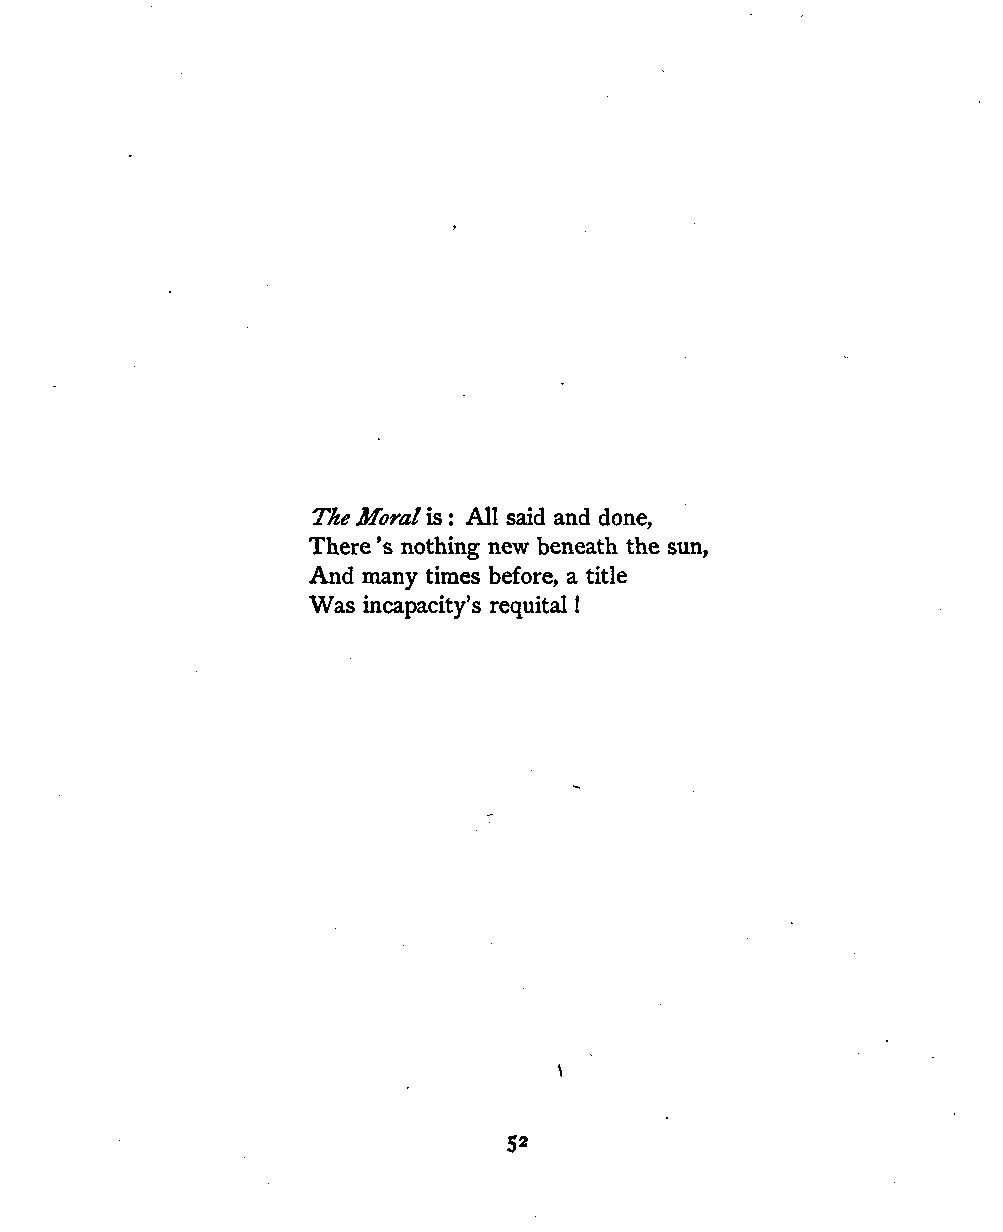 The Moral is : All said and done,
There 's nothing new beneath the sun,
And many times before, a title
Was incapacity's requital !
52